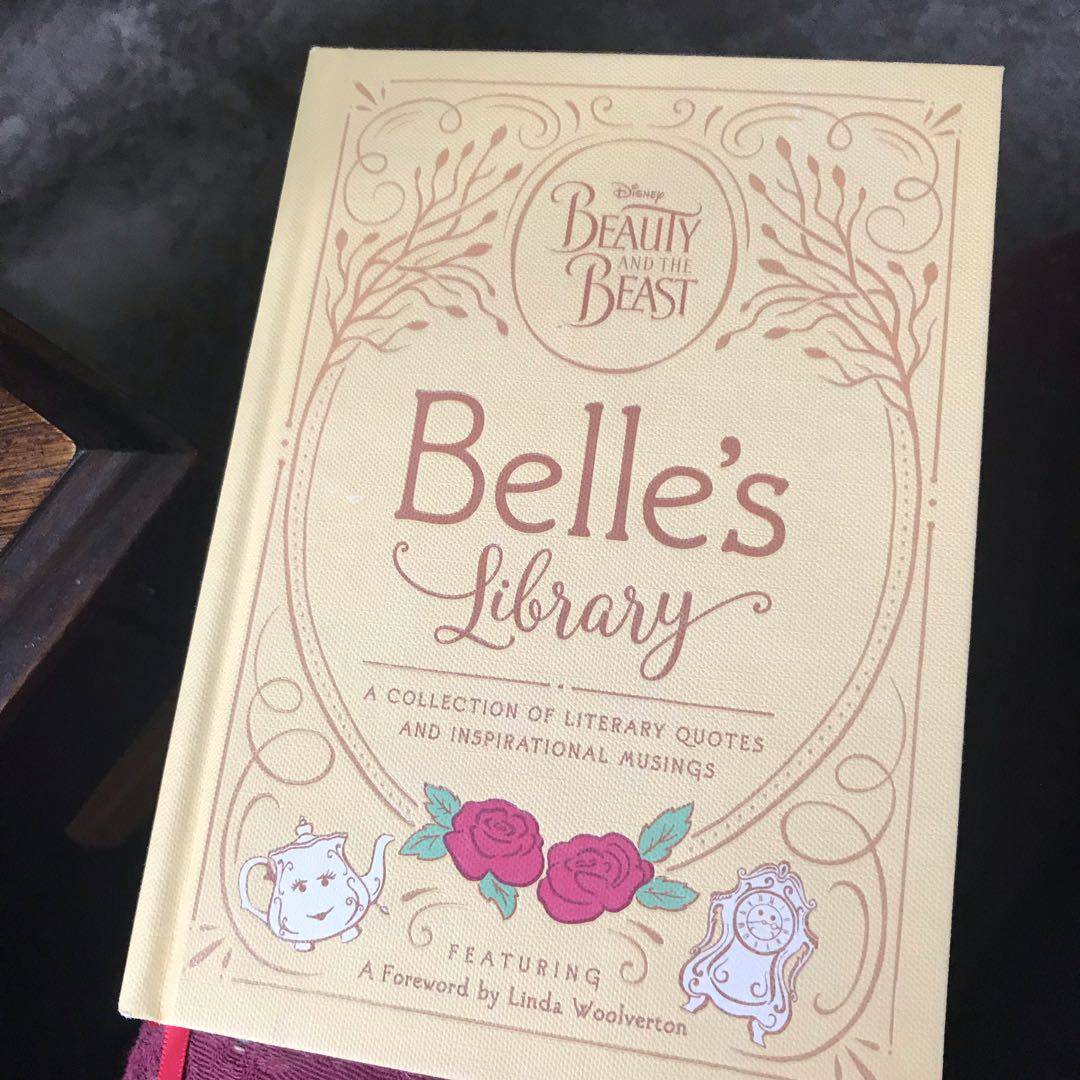 Disney
BEAUTY
AND THE
BEAST
Belle's
Library
A COLLECTION OF LITERARY QUOTES
AND INSPIRATIONAL MUSINGS
FEATURING
A Foreword by Linda Woolverton